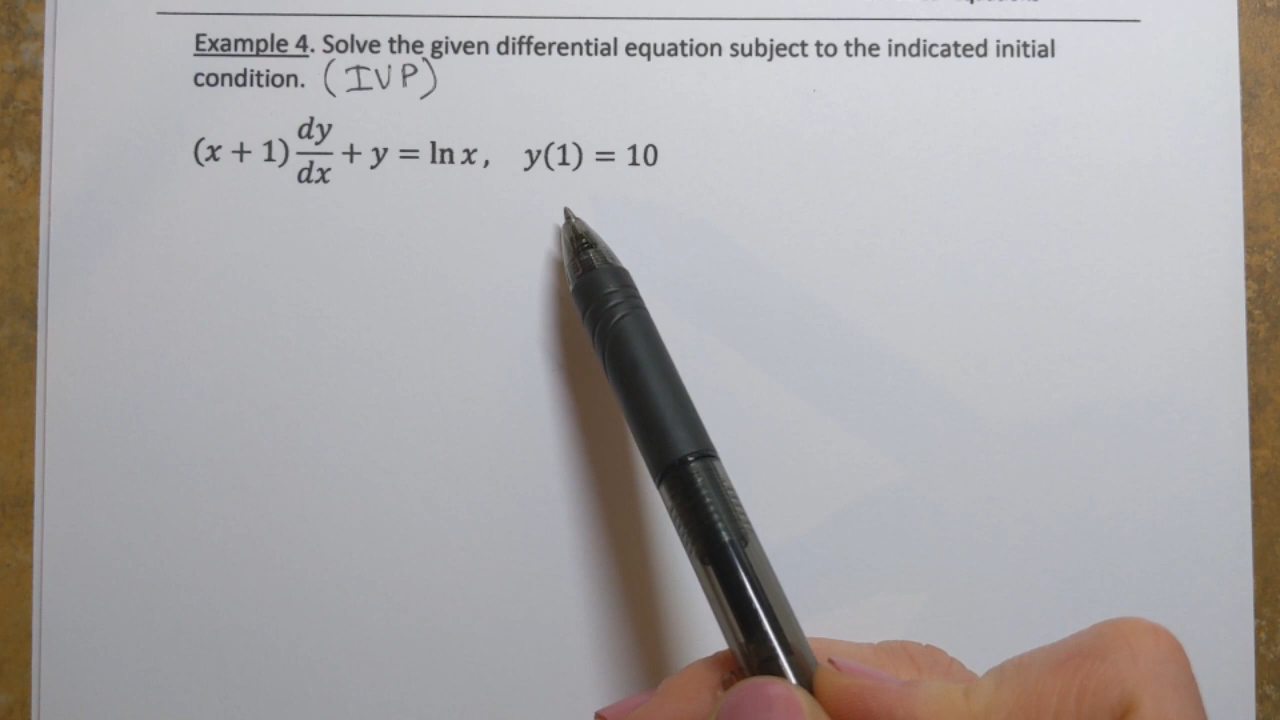 Example 4. Solve the given differential equation subject to the indicated initial
condition. (IVP)
(x + 1) dy/dx + y = ln x, y(1) = 10